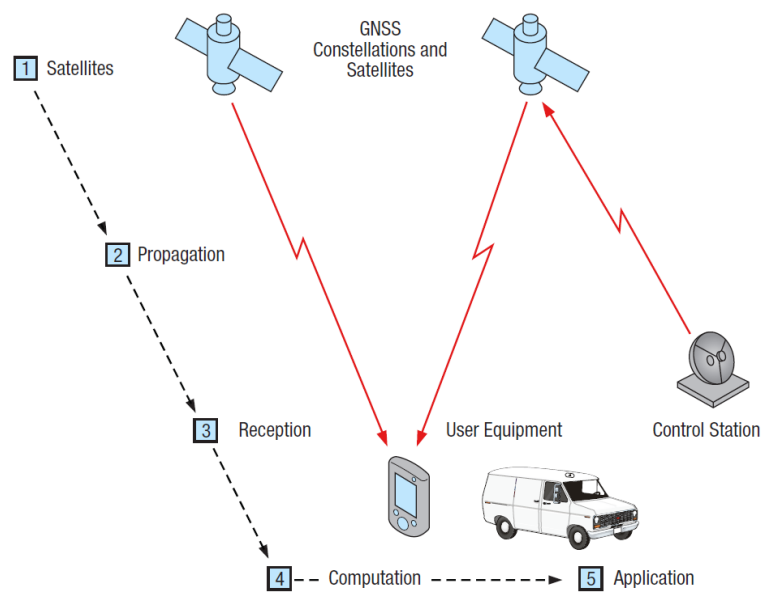 GNSS
Constellations and
Satellites
1 Satellites
2 Propagation
3 Reception
User Equipment
Control Station
4 Computation
5 Application